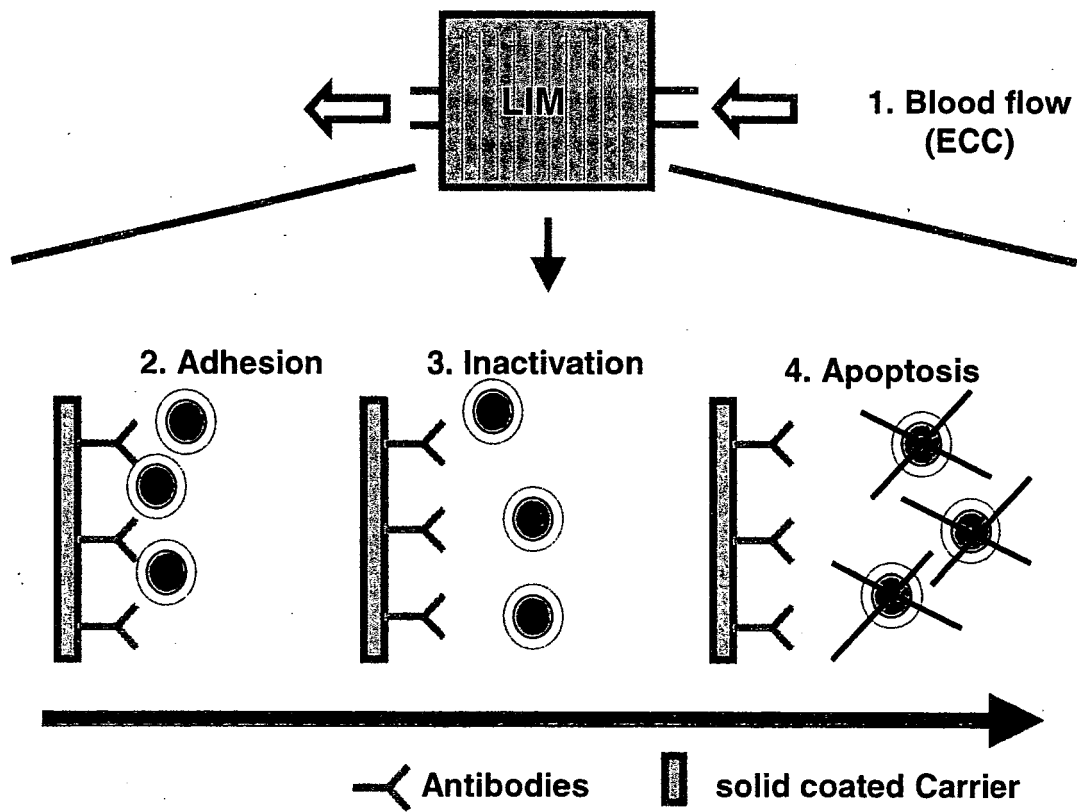 LIM
1. Blood flow
(ECC)
2. Adhesion
3. Inactivation
4. Apoptosis
Antibodies
solid coated Carrier